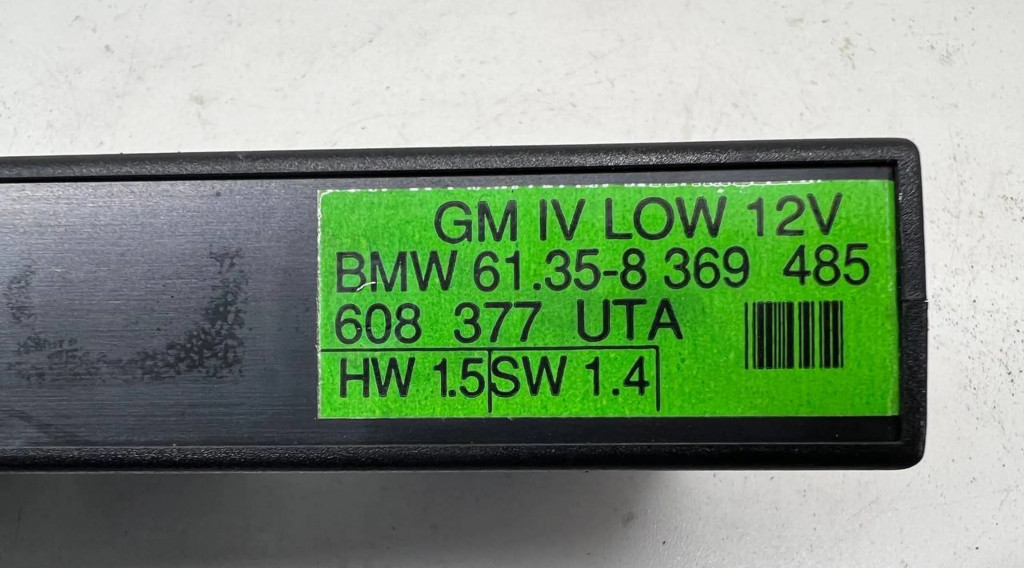 GM IV LOW 12V
BMW 61.35-8 369 485
608 377 UTA
HW 1.5 SW 1.4